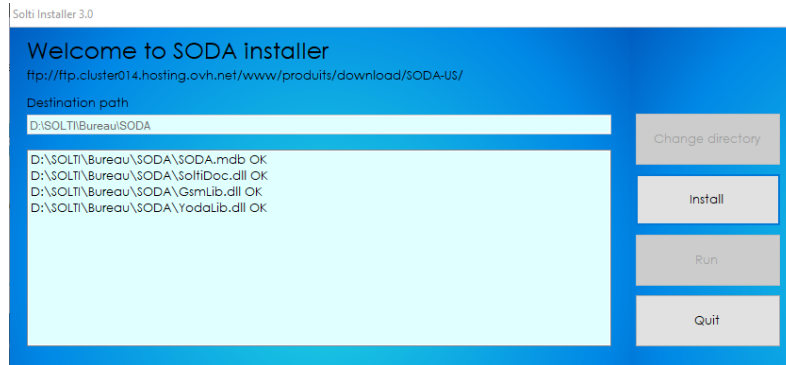 Solti Installer 3.0
Welcome to SODA installer
ftp://ftp.cluster014.hosting.ovh.net/www/produits/download/SODA-US/
Destination path
D:\SOLTI\Bureau\SODA
Change directory
D:\SOLTI\Bureau\SODA\SODA.mdb OK
D:\SOLTI\Bureau\SODA\SoltiDoc.dll OK
D:\SOLTI\Bureau\SODA\GsmLib.dll OK
D:\SOLTI\Bureau\SODA\YodaLib.dll OK
Install
Run
Quit